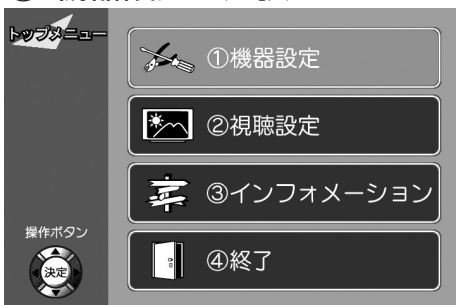 トップメニュー
①機器設定
②視聴設定
③インフォメーション
④終了
操作ボタン
決定